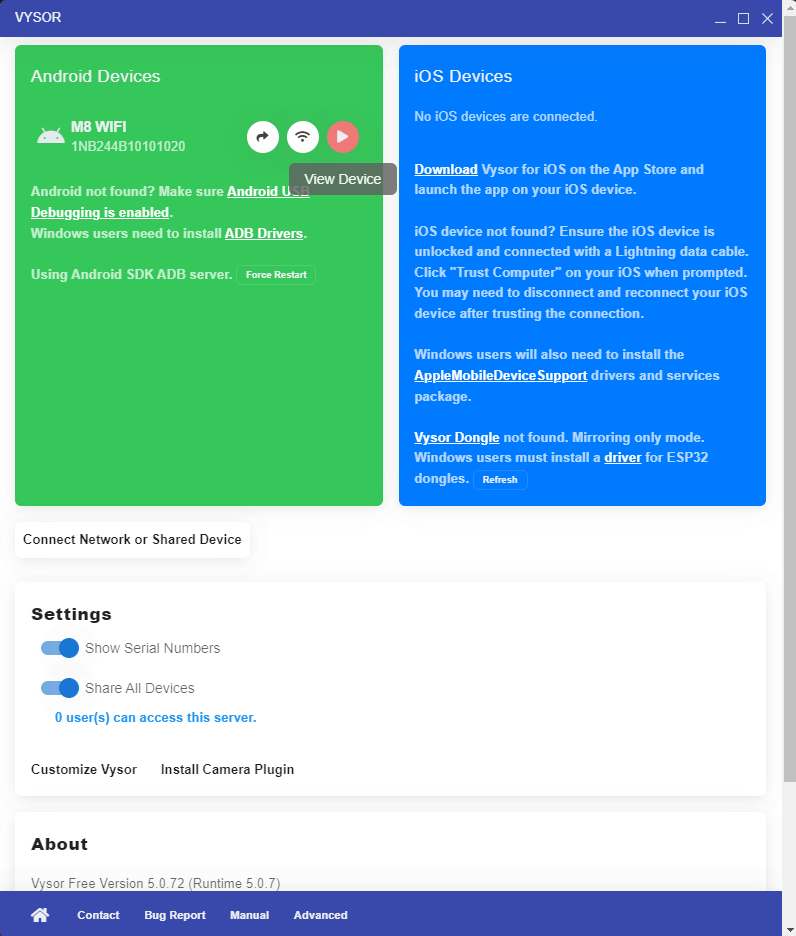 VYSOR
Android Devices
M8 WIFI
1NB244B10101020
View Device
Android not found? Make sure Android USB
Debugging is enabled.
Windows users need to install ADB Drivers.
Using Android SDK ADB server. Force Restart
iOS Devices
No iOS devices are connected.
Download Vysor for iOS on the App Store and
launch the app on your iOS device.
iOS device not found? Ensure the iOS device is
unlocked and connected with a Lightning data cable.
Click "Trust Computer" on your iOS when prompted.
You may need to disconnect and reconnect your iOS
device after trusting the connection.
Windows users will also need to install the
AppleMobileDeviceSupport drivers and services
package.
Vysor Dongle not found. Mirroring only mode.
Windows users must install a driver for ESP32
dongles. Refresh
Connect Network or Shared Device
Settings
Show Serial Numbers
Share All Devices
0 user(s) can access this server.
Customize Vysor Install Camera Plugin
About
Vysor Free Version 5.0.72 (Runtime 5.0.7)
Contact Bug Report Manual Advanced